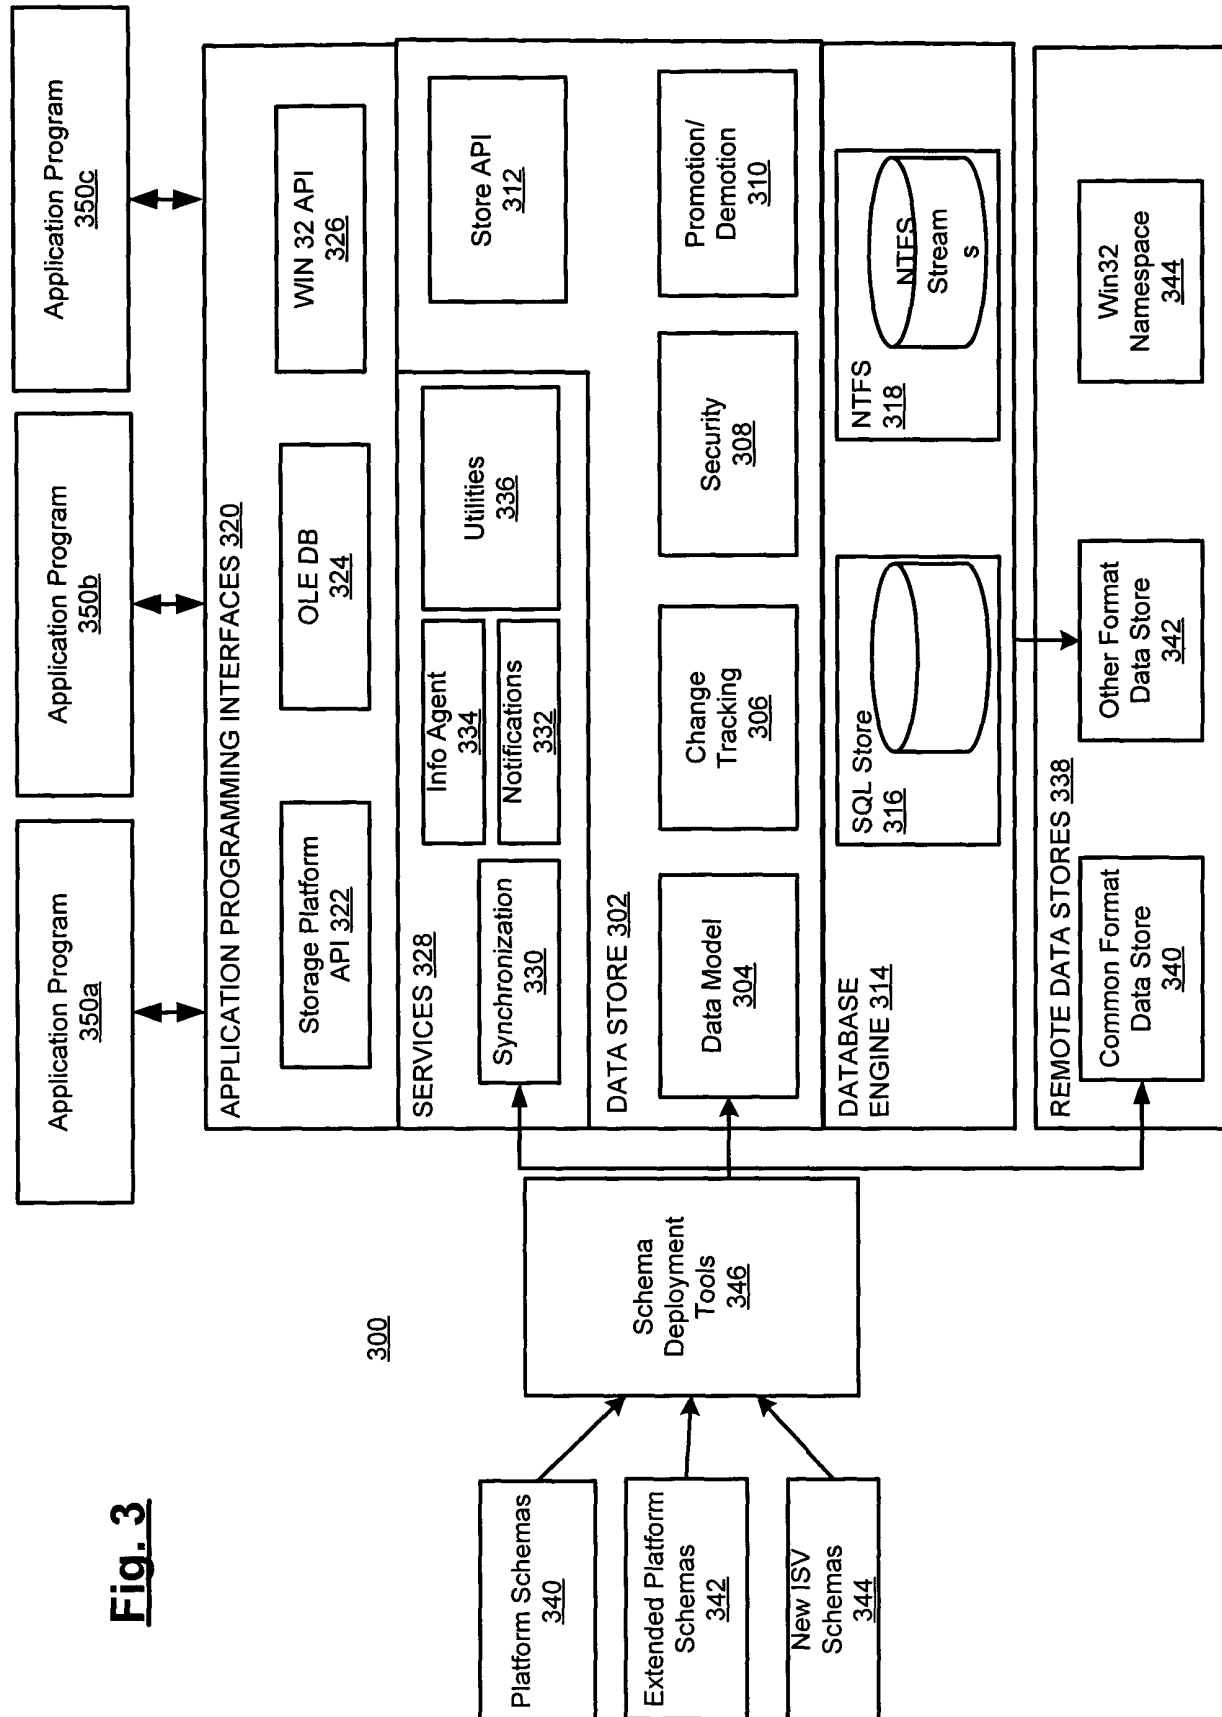 Application Program
350a
Application Program
350b
Application Program
350c
APPLICATION PROGRAMMING INTERFACES 320
Storage Platform
API 322
OLE DB
324
WIN 32 API
326
SERVICES 328
Synchronization
330
Info Agent
334
Notifications
332
Utilities
336
Store API
312
DATA STORE 302
Data Model
304
Change
Tracking
306
Security
308
Promotion/
Demotion
310
DATABASE
ENGINE 314
SQL Store
316
NTFS
318
NTFS
Stream
s
REMOTE DATA STORES 338
Common Format
Data Store
340
Other Format
Data Store
342
Win32
Namespace
344
300
Schema
Deployment
Tools
346
Platform Schemas
340
Extended Platform
Schemas
342
New ISV
Schemas
344
Fig. 3